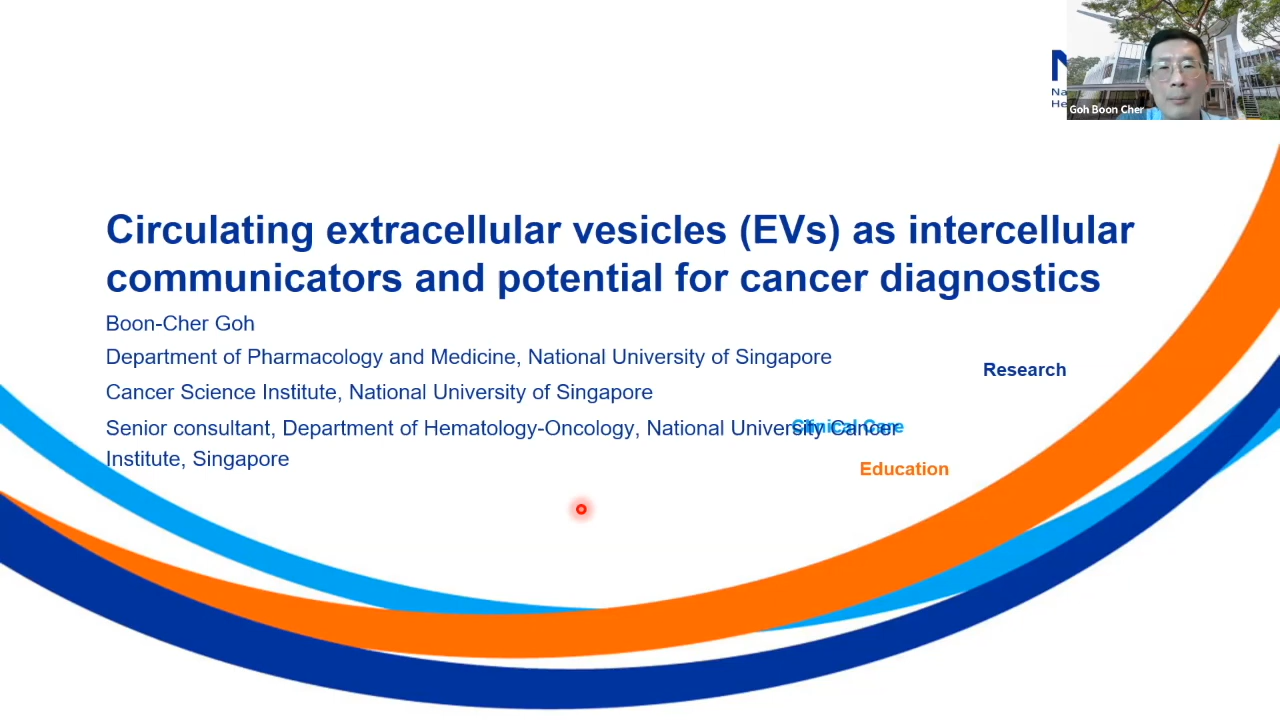 Goh Boon Cher
Circulating extracellular vesicles (EVs) as intercellular
communicators and potential for cancer diagnostics
Boon-Cher Goh
Department of Pharmacology and Medicine, National University of Singapore
Research
Cancer Science Institute, National University of Singapore
Senior consultant, Department of Hematology-Oncology, National University Cancer
Clinical Care
Institute, Singapore
Education